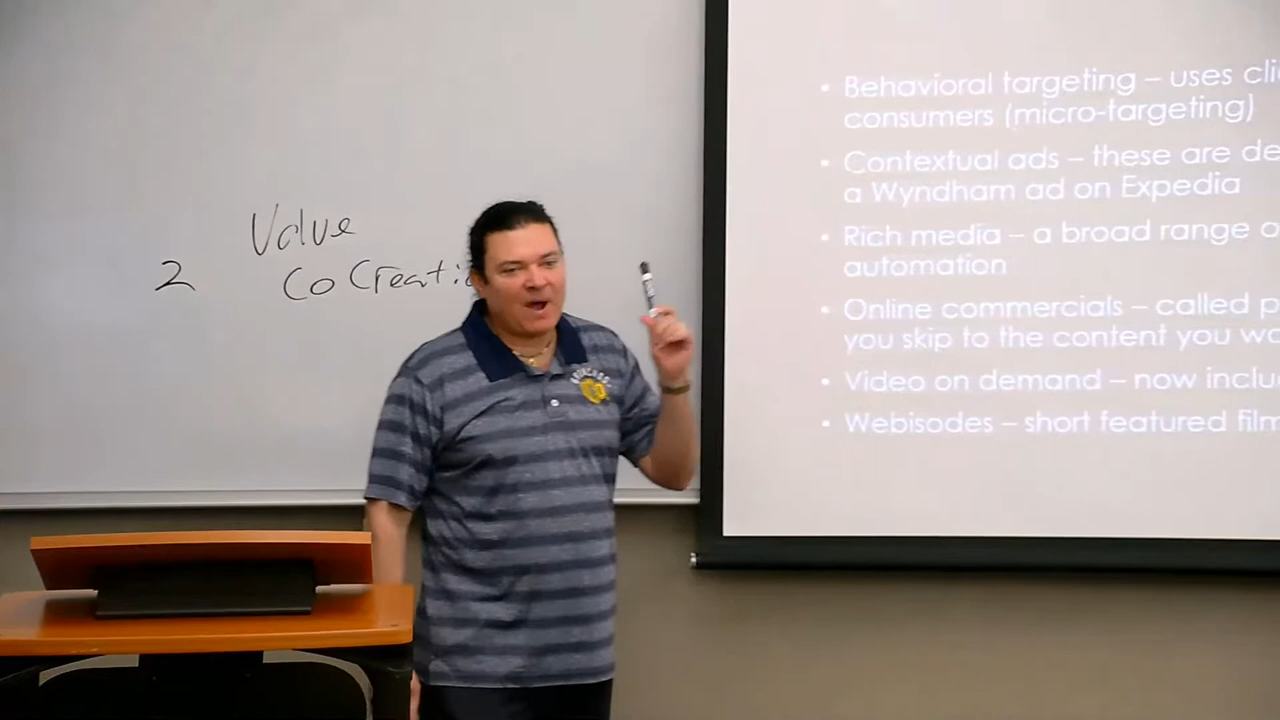 Value
2 CoCreati
• Behavioral targeting – uses cli
consumers (micro-targeting)
• Contextual ads – these are de
a Wyndham ad on Expedia
• Rich media – a broad range o
automation
• Online commercials – called p
you skip to the content you wa
• Video on demand – now inclu
• Webisodes – short featured film